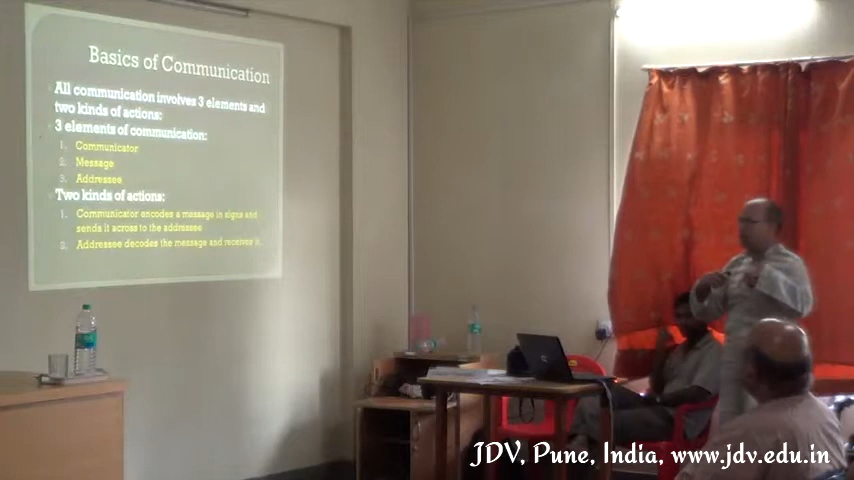 Basics of Communication
All communication involves 3 elements and
two kinds of actions:
3 elements of communication:
1. Communicator
2. Message
3. Addressee
Two kinds of actions:
1. Communicator encodes a message in signs and
sends it across to the addressee
2. Addressee decodes the message and receives it.
JDV, Pune, India, www.jdv.edu.in